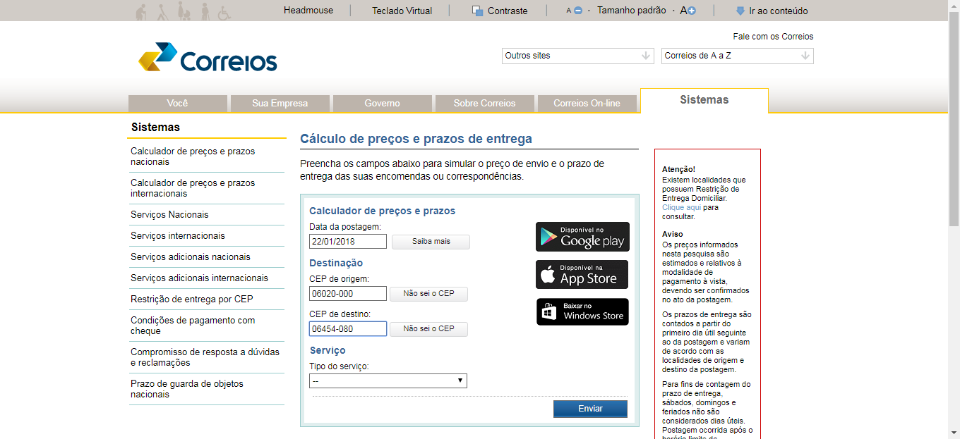 Headmouse
Teclado Virtual
Contraste
A - Tamanho padrão A+
Ir ao conteúdo
Correios
Fale com os Correios
Outros sites
Correios de A a Z
Você
Sua Empresa
Governo
Sobre Correios
Correios On-line
Sistemas
Sistemas
Calculador de preços e prazos
nacionais
Calculador de preços e prazos
internacionais
Serviços Nacionais
Serviços internacionais
Serviços adicionais nacionais
Serviços adicionais internacionais
Restrição de entrega por CEP
Condições de pagamento com
cheque
Compromisso de resposta a dúvidas
e reclamações
Prazo de guarda de objetos
nacionais
Cálculo de preços e prazos de entrega
Preencha os campos abaixo para simular o preço de envio e o prazo de
entrega das suas encomendas ou correspondências.
Calculador de preços e prazos
Data da postagem:
22/01/2018
Saiba mais
Destinação
CEP de origem:
06020-000
Não sei o CEP
CEP de destino:
06454-080
Não sei o CEP
Serviço
Tipo do serviço:
--
Enviar
Disponível no
Google play
Disponível na
App Store
Baixar no
Windows Store
Atenção!
Existem localidades que
possuem Restrição de
Entrega Domiciliar.
Clique aqui para
consultar.
Aviso
Os preços informados
nesta pesquisa são
estimados e relativos à
modalidade de
pagamento à vista,
devendo ser confirmados
no ato da postagem.
Os prazos de entrega são
contados a partir do
primeiro dia útil seguinte
ao da postagem e variam
de acordo com as
localidades de origem e
destino da postagem.
Para fins de contagem do
prazo de entrega,
sábados, domingos e
feriados não são
considerados dias úteis.
Postagem ocorrida após o
horário limite de